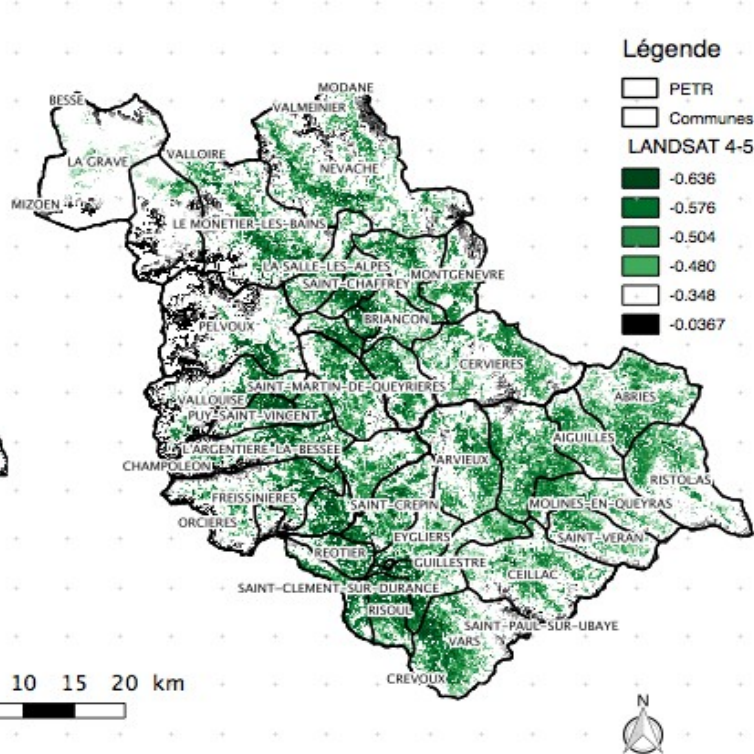 Légende
PETR
Communes
LANDSAT 4-5
-0.636
-0.576
-0.504
-0.480
-0.348
-0.0367
MODANE
BESSE
VALMEINIER
VALLOIRE
LA GRAVE
NEVACHE
MIZOEN
LE MONETIER-LES-BAINS
LA SALLE-LES-ALPES
MONTGENEVRE
SAINT-CHAFFREY
BRIANCON
PELVOUX
CERVIERES
SAINT-MARTIN-DE-QUEYRIERES
VALLOUISE
ABRIES
PUY-SAINT-VINCENT
AIGUILLES
L'ARGENTIERE-LA-BESSEE
ARVIEUX
CHAMPOLEON
RISTOLAS
FREISSINIERES
SAINT-CREPIN
MOLINES-EN-QUEYRAS
ORCIERES
EYGLIERS
SAINT-VERAN
REOTIER
GUILLESTRE
CEILLAC
SAINT-CLEMENT-SUR-DURANCE
RISOUL
SAINT-PAUL-SUR-UBAYE
VARS
CREVOUX
10 15 20 km
N